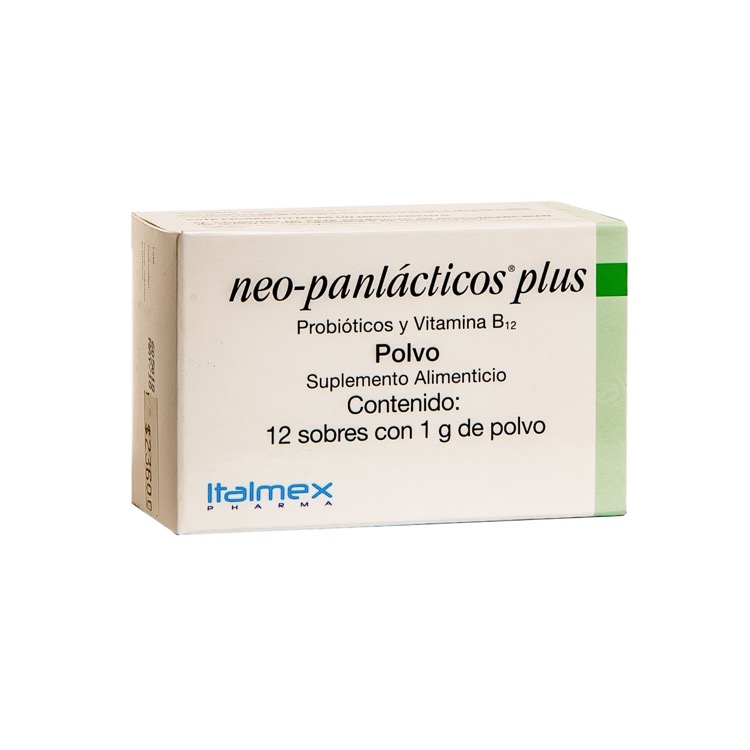 neo-panlácticos® plus
Probióticos y Vitamina B12
Polvo
Suplemento Alimenticio
Contenido:
12 sobres con 1 g de polvo
Italmex
PHARMA